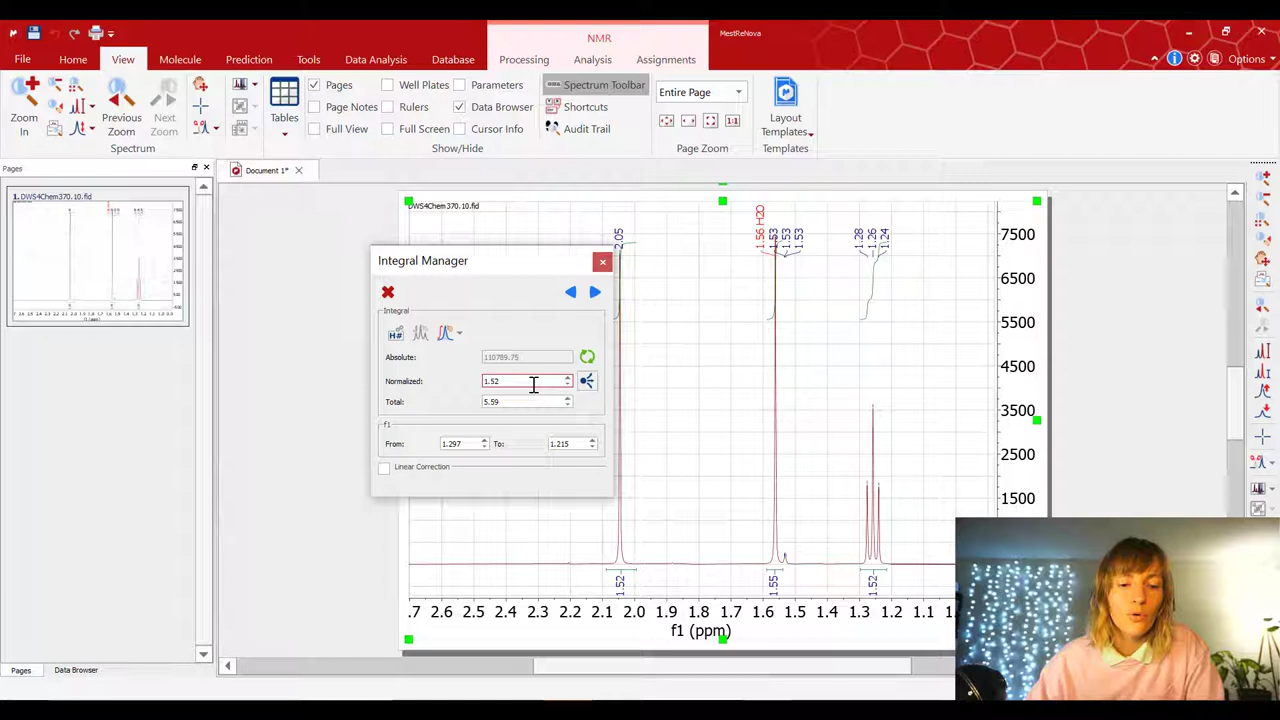 NMR
MestReNova
File Home View Molecule Prediction Tools Data Analysis Database Processing Analysis Assignments Options
Zoom In
Previous Zoom
Next Zoom
Spectrum
Tables
Pages Well Plates Parameters
Page Notes Rulers Data Browser
Full View Full Screen Cursor Info
Show/Hide
Spectrum Toolbar
Shortcuts
Audit Trail
Entire Page
1:1
Page Zoom
Layout Templates
Templates
Pages
Document 1*
1. DWS4Chem370.10.fid
DWS4Chem370.10.fid
2.05
1.56 H2O
1.53
1.53
1.53
1.28
1.26
1.24
7500
6500
5500
4500
3500
2500
1500
Integral Manager
Integral
H#
Absolute: 110789.75
Normalized: 1.52
Total: 5.59
f1
From: 1.297 To: 1.215
Linear Correction
1.52
1.55
1.52
.7 2.6 2.5 2.4 2.3 2.2 2.1 2.0 1.9 1.8 1.7 1.6 1.5 1.4 1.3 1.2 1.1
f1 (ppm)
Pages Data Browser